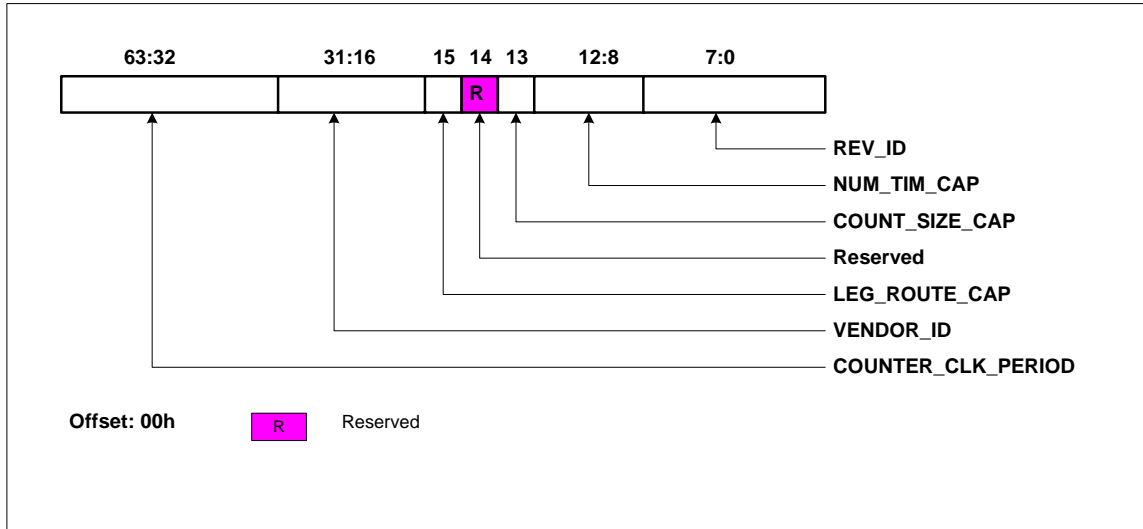 63:32 31:16 15 14 13 12:8 7:0
R
REV_ID
NUM_TIM_CAP
COUNT_SIZE_CAP
Reserved
LEG_ROUTE_CAP
VENDOR_ID
COUNTER_CLK_PERIOD
Offset: 00h R Reserved